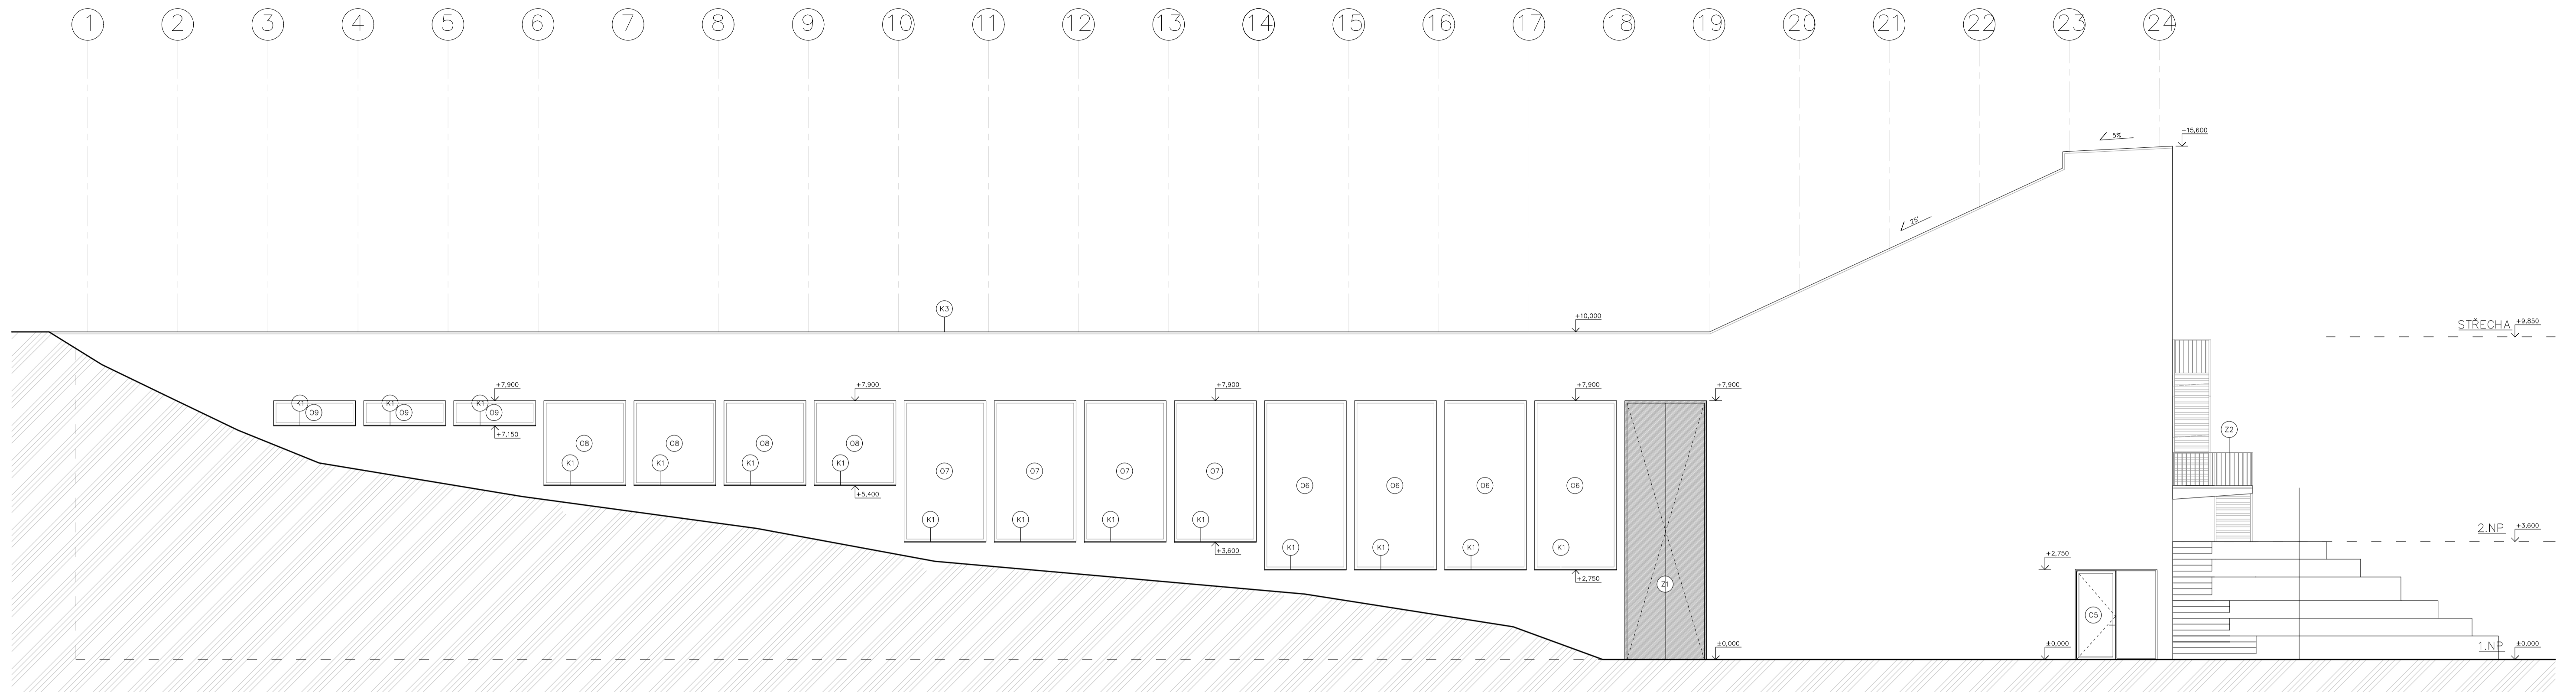 1 2 3 4 5 6 7 8 9 10 11 12 13 14 15 16 17 18 19 20 21 22 23 24
+15,600
5%
25°
K3
+10,000
STŘECHA +9,850
+7,900 +7,900 +7,900 +7,900 +7,900
K1 O9 K1 O9 K1 O9
+7,150
Z2
O8 O8 O8 O8
K1 K1 K1 K1
O7 O7 O7 O7
O6 O6 O6 O6
+5,400
K1 K1 K1 K1
2.NP +3,600
+3,600
K1 K1 K1 K1
+2,750
+2,750
Z1
O5
±0,000 ±0,000 1.NP ±0,000